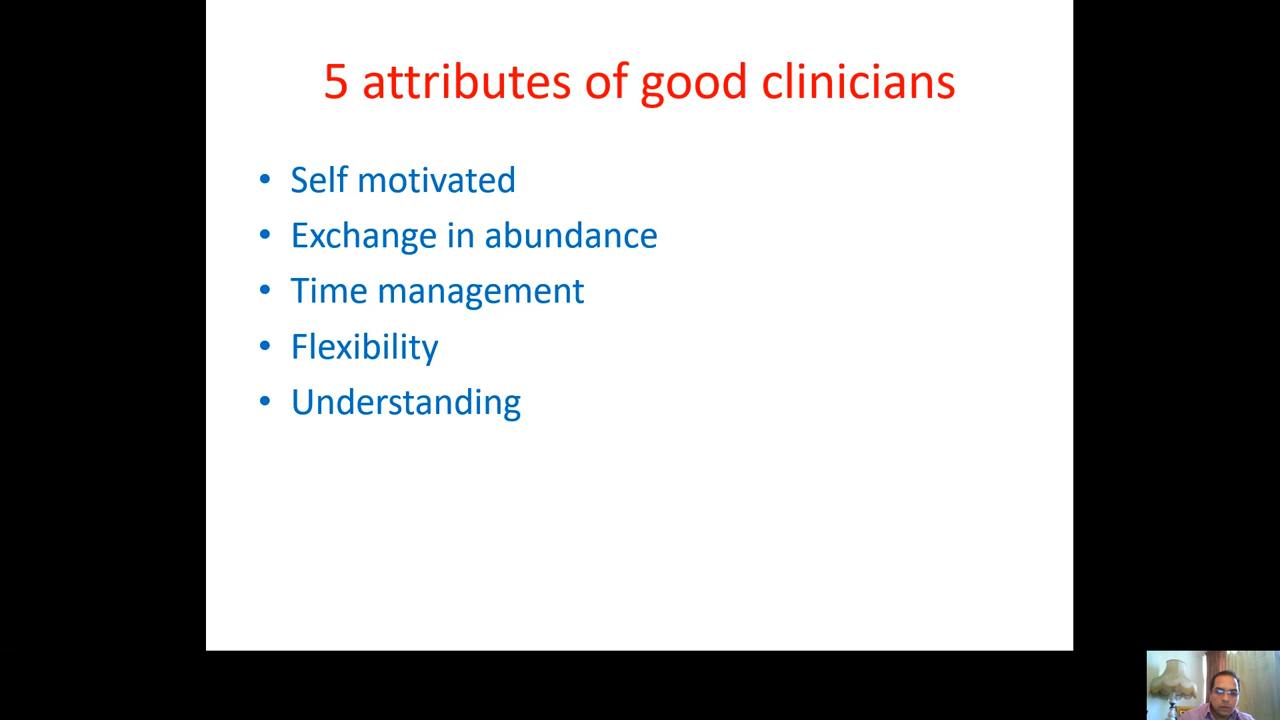 5 attributes of good clinicians
• Self motivated
• Exchange in abundance
• Time management
• Flexibility
• Understanding